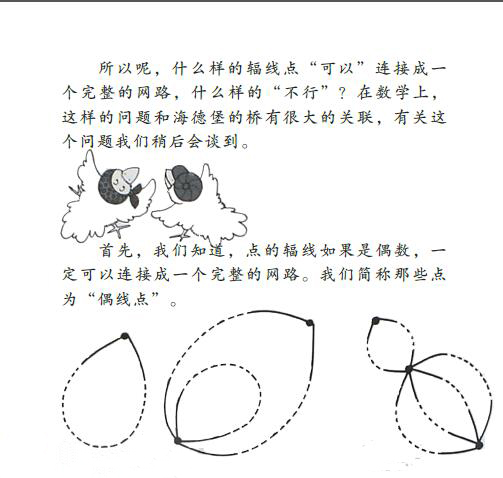 所以呢，什么样的辐线点“可以”连接成一
个完整的网路，什么样的“不行”？在数学上，
这样的问题和海德堡的桥有很大的关联，有关这
个问题我们稍后会谈到。
首先，我们知道，点的辐线如果是偶数，一
定可以连接成一个完整的网路。我们简称那些点
为“偶线点”。